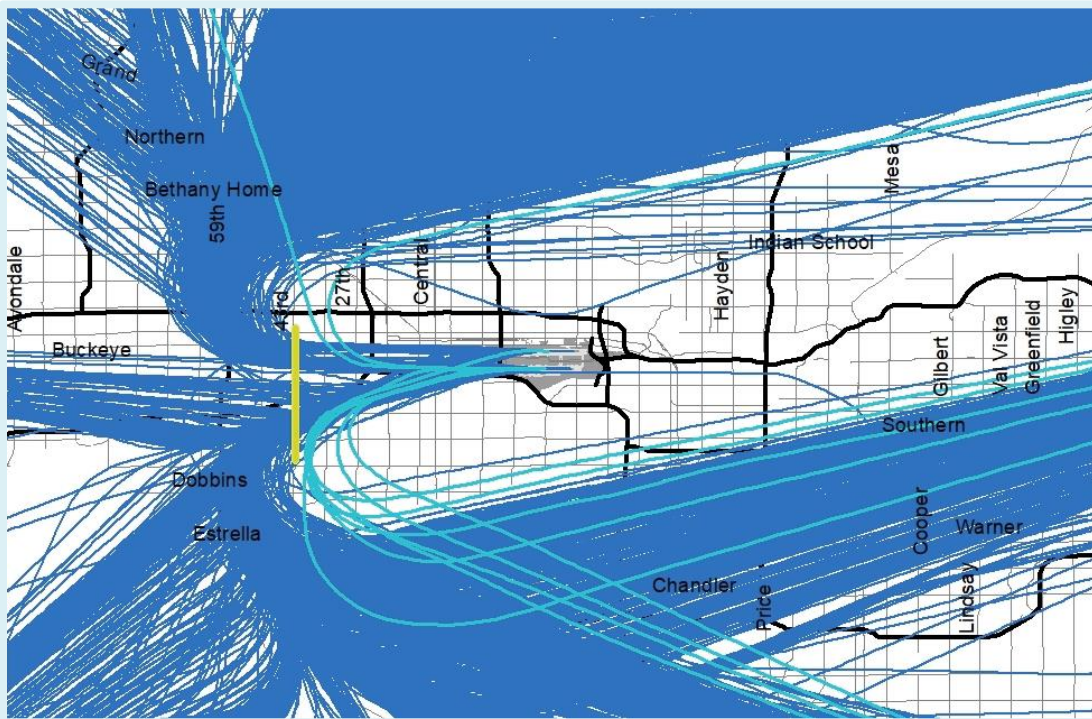 Grand
Northern
Bethany Home
59th
Avondale
43rd
27th
Central
Buckeye
Hayden
Indian School
Mesa
Gilbert
Val Vista
Greenfield
Higley
Southern
Dobbins
Estrella
Cooper
Warner
Chandler
Price
Lindsay